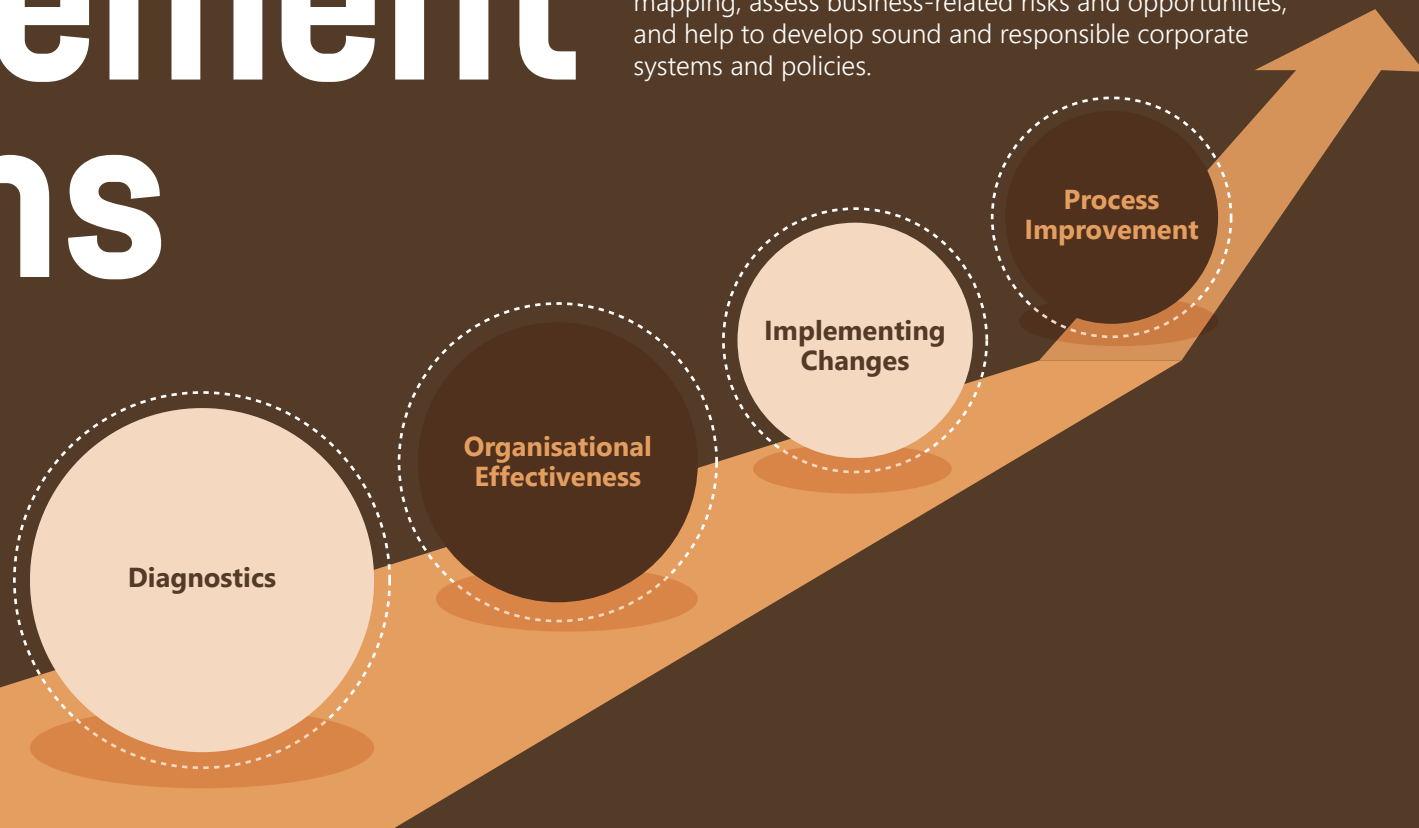 ement
ns
mapping, assess business-related risks and opportunities,
and help to develop sound and responsible corporate
systems and policies.
Process
Improvement
Implementing
Changes
Organisational
Effectiveness
Diagnostics